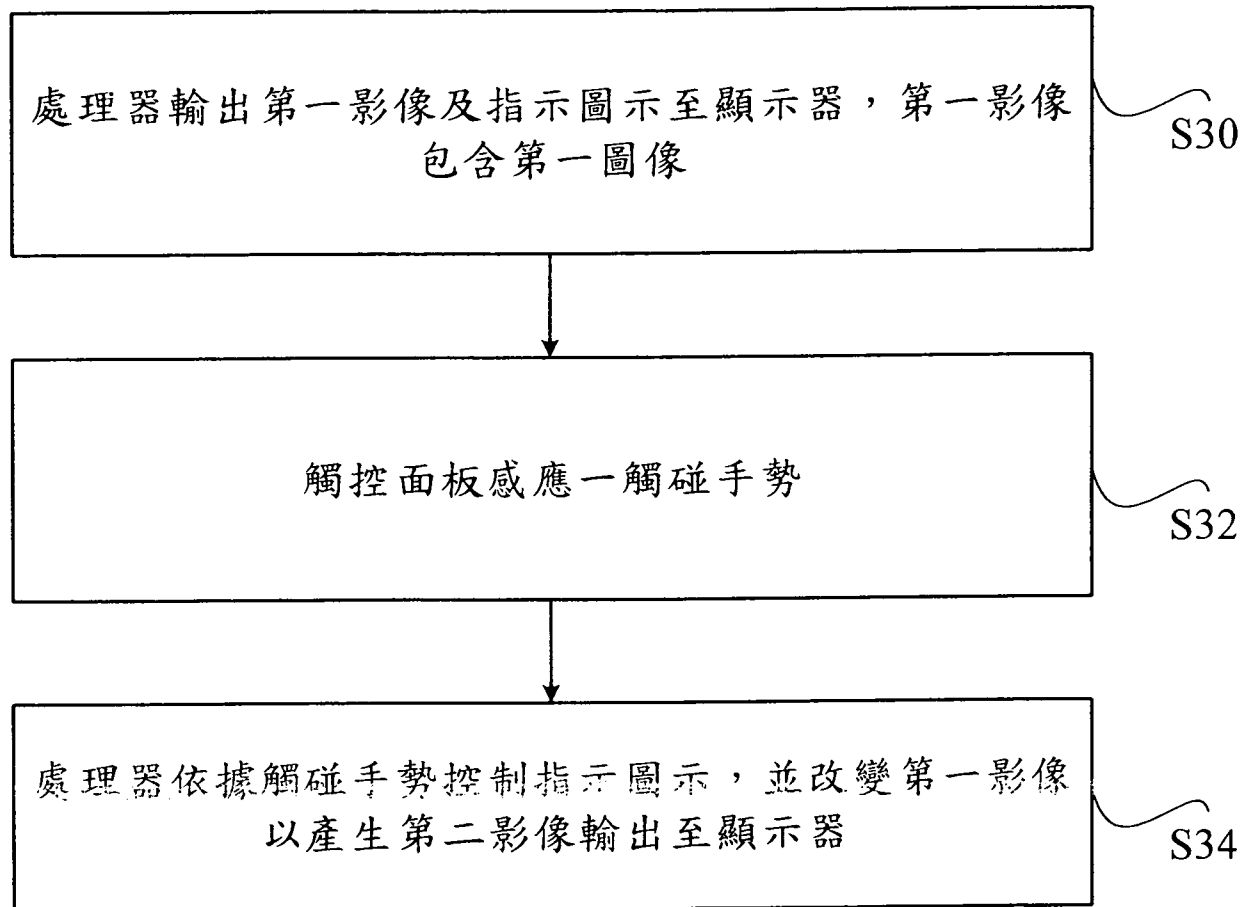 處理器輸出第一影像及指示圖示至顯示器，第一影像
包含第一圖像
S30
觸控面板感應一觸碰手勢
S32
處理器依據觸碰手勢控制指示圖示，並改變第一影像
以產生第二影像輸出至顯示器
S34